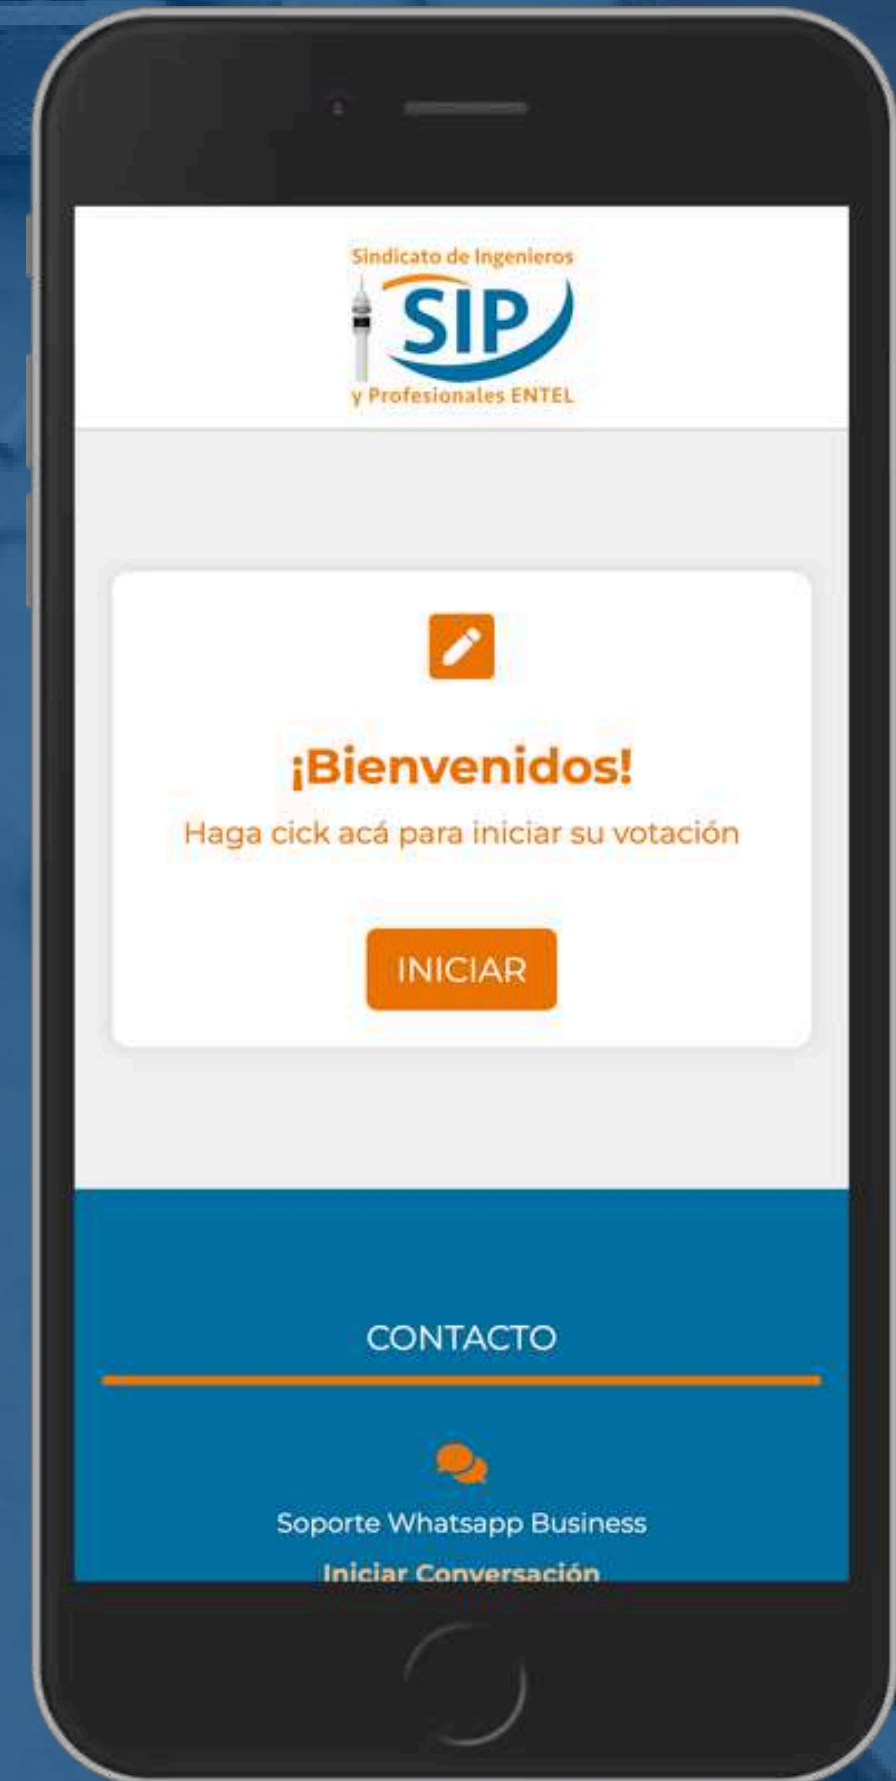 Sindicato de Ingenieros
SIP
y Profesionales ENTEL
¡Bienvenidos!
Haga cick acá para iniciar su votación
INICIAR
CONTACTO
Soporte Whatsapp Business
Iniciar Conversación